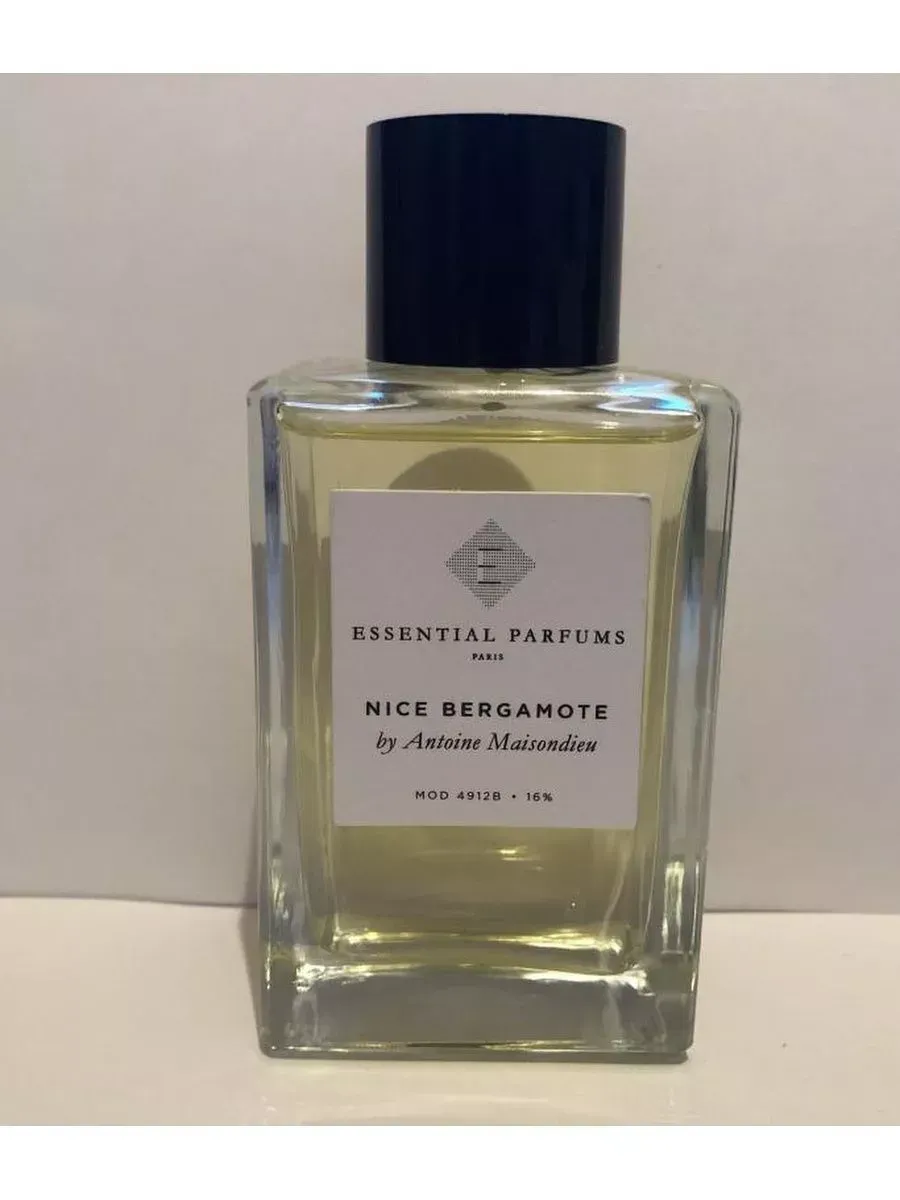 E
ESSENTIAL PARFUMS
PARIS
NICE BERGAMOTE
by Antoine Maisondieu
MOD 4912B • 16%